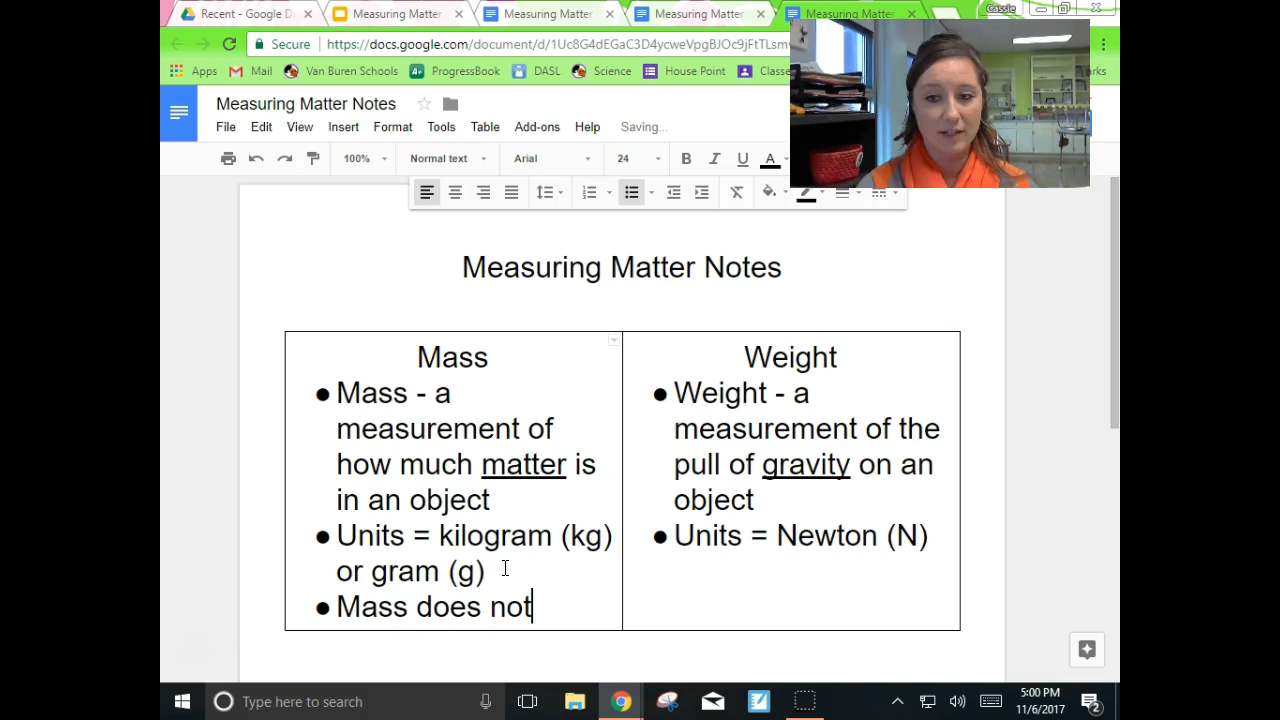 Recent - Google D
Measuring Matter
Measuring Matter
Measuring Matter
Measuring Matter
Cassie
Secure
https://docs.google.com/document/d/1Uc8G4dEGaC3D4ycweVpgBJOc9jFtTLsm
Apps
Mail
Van Buren Schools
ProgressBook
DASL
Science
House Point
Classe
arks
Measuring Matter Notes
File Edit View Insert Format Tools Table Add-ons Help Saving...
100% Normal text Arial 24 B I U A
Measuring Matter Notes
Mass
● Mass - a
measurement of
how much matter is
in an object
● Units = kilogram (kg)
or gram (g)
● Mass does not
Weight
● Weight - a
measurement of the
pull of gravity on an
object
● Units = Newton (N)
Type here to search
5:00 PM
11/6/2017
2